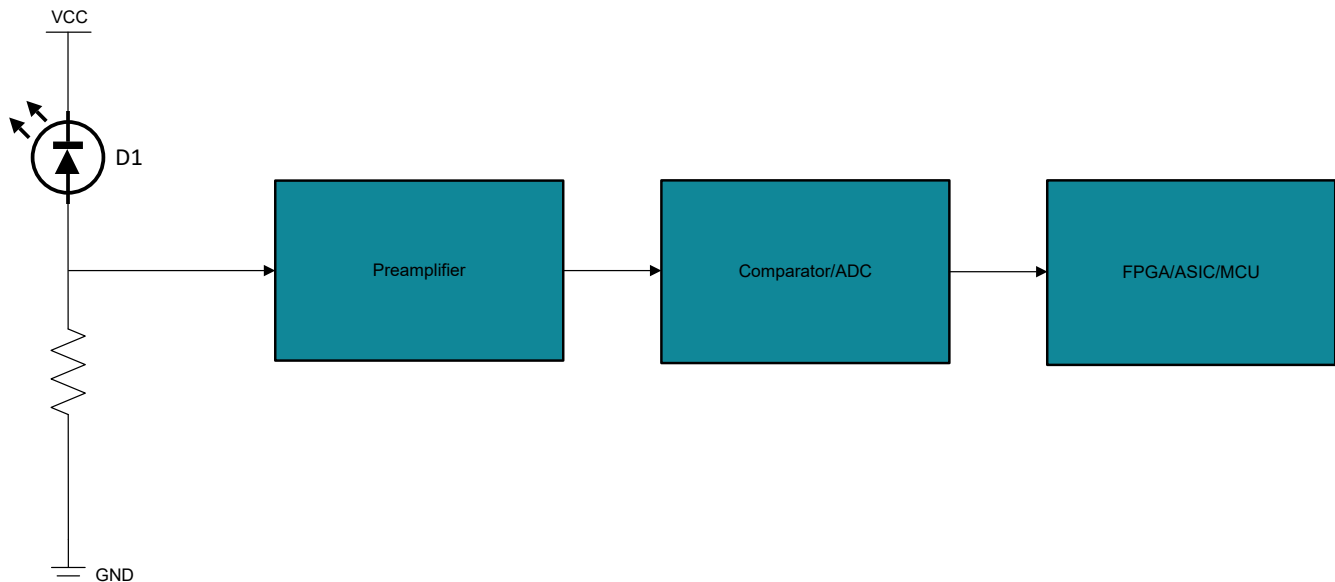 VCC
D1
Preamplifier
Comparator/ADC
FPGA/ASIC/MCU
GND